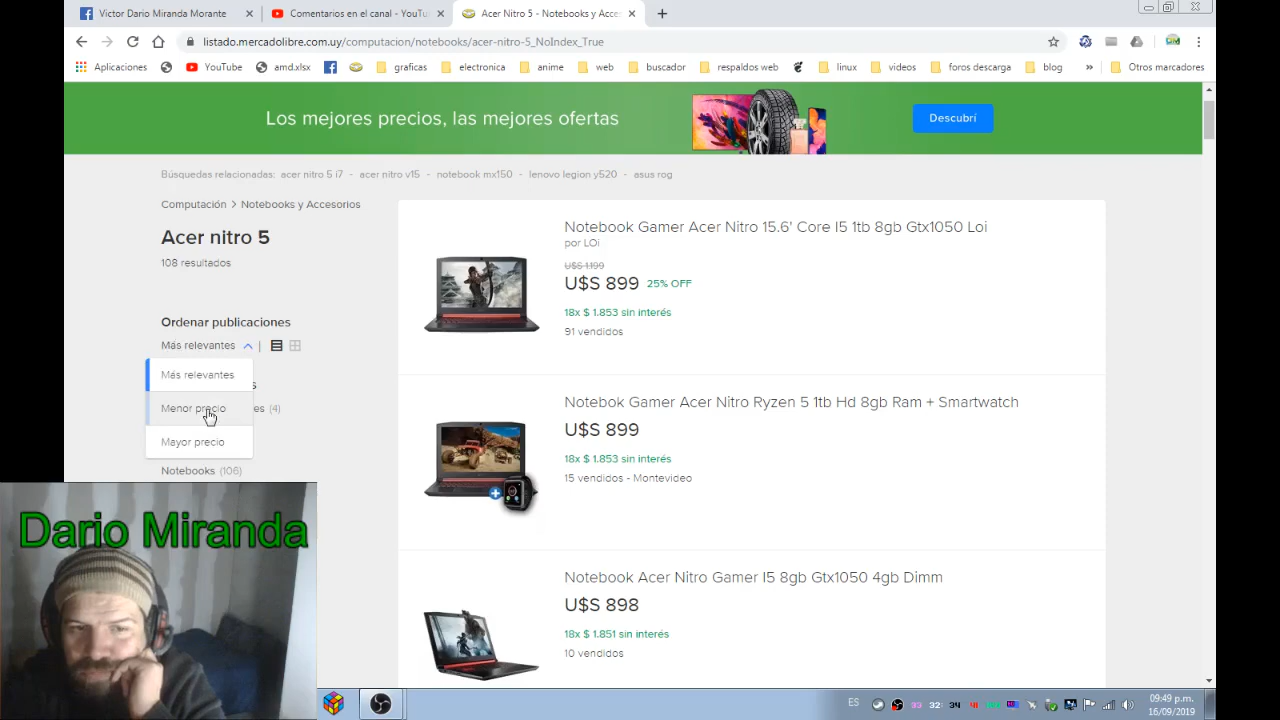 Victor Dario Miranda Morante
Comentarios en el canal - YouTu
Acer Nitro 5 - Notebooks y Acces
listado.mercadolibre.com.uy/computacion/notebooks/acer-nitro-5_NoIndex_True
Aplicaciones
YouTube
amd.xlsx
graficas
electronica
anime
web
buscador
respaldos web
linux
videos
foros descarga
blog
»
Otros marcadores
Los mejores precios, las mejores ofertas
Descubrí
Búsquedas relacionadas: acer nitro 5 i7 - acer nitro v15 - notebook mx150 - lenovo legion y520 - asus rog
Computación > Notebooks y Accesorios
Acer nitro 5
108 resultados
Ordenar publicaciones
Más relevantes
Más relevantes
s
Menor precio
es (4)
Mayor precio
Notebooks (106)
Notebook Gamer Acer Nitro 15.6' Core I5 1tb 8gb Gtx1050 Loi
por LOi
U$S 1.199
U$S 899 25% OFF
18x $ 1.853 sin interés
91 vendidos
Notebok Gamer Acer Nitro Ryzen 5 1tb Hd 8gb Ram + Smartwatch
U$S 899
18x $ 1.853 sin interés
15 vendidos - Montevideo
Notebook Acer Nitro Gamer I5 8gb Gtx1050 4gb Dimm
U$S 898
18x $ 1.851 sin interés
10 vendidos
Dario Miranda
ES
32
34
41
09:49 p.m.
16/09/2019